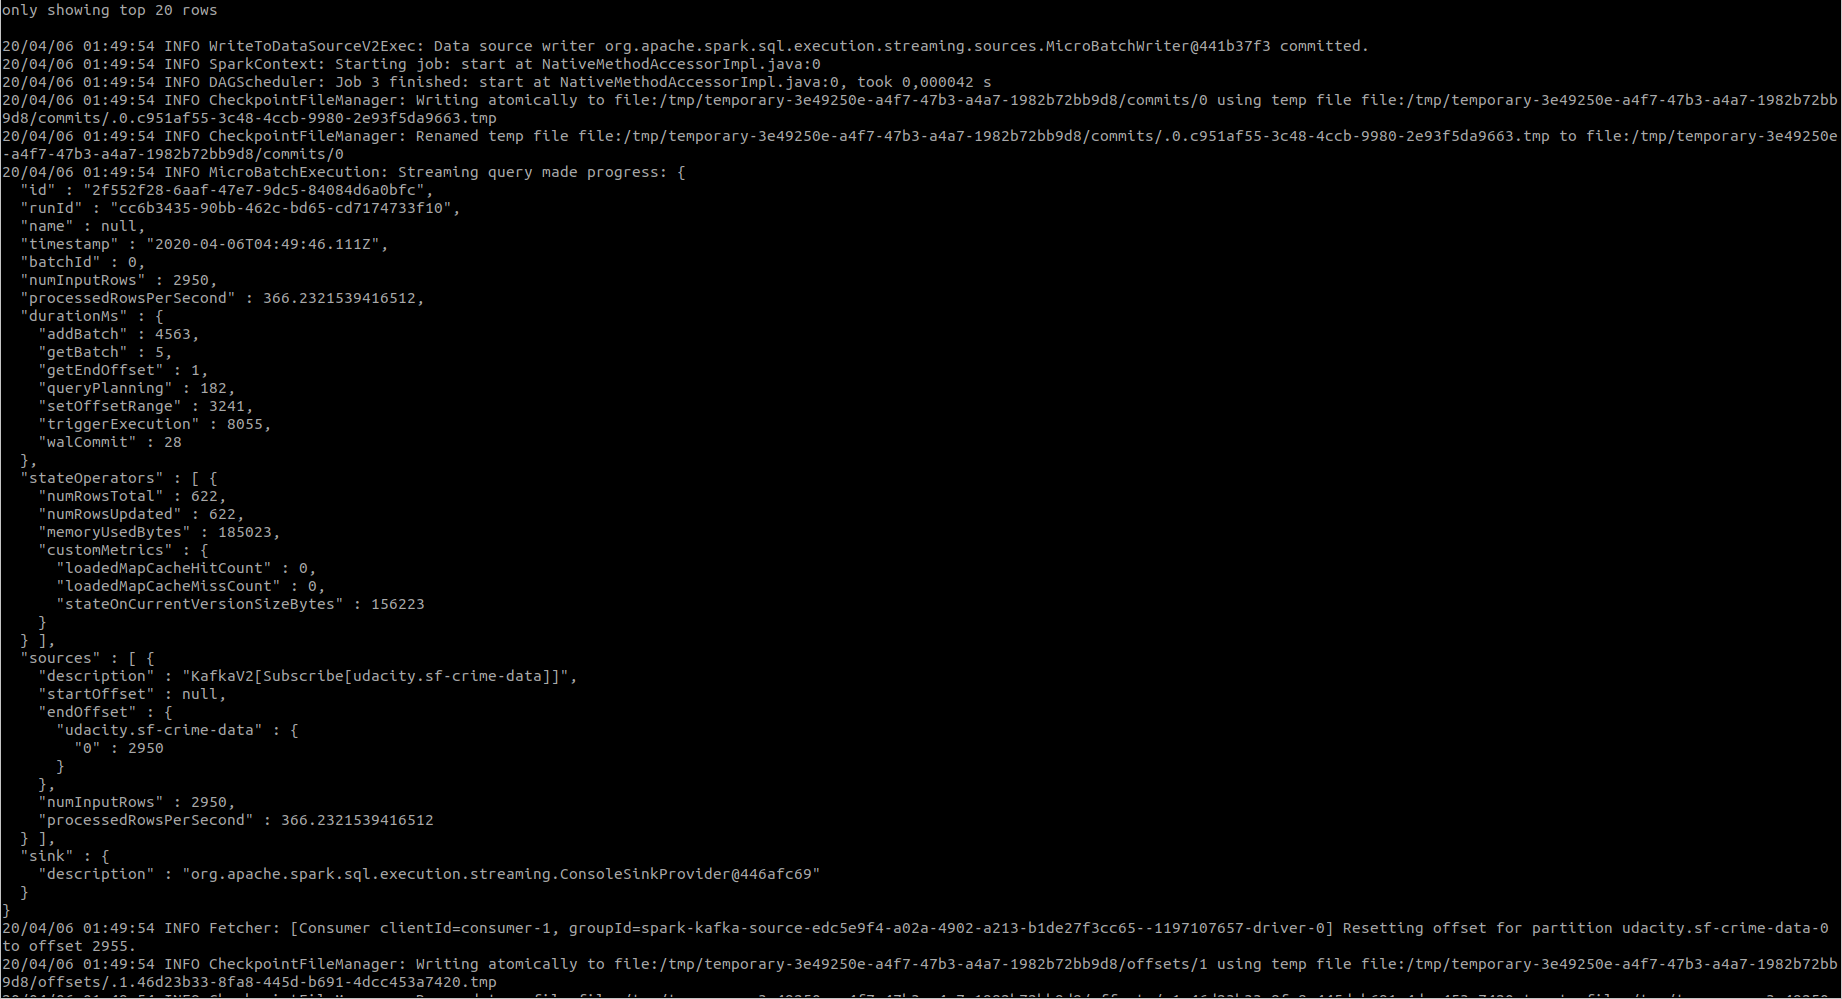 only showing top 20 rows
20/04/06 01:49:54 INFO WriteToDataSourceV2Exec: Data source writer org.apache.spark.sql.execution.streaming.sources.MicroBatchWriter@441b37f3 committed.
20/04/06 01:49:54 INFO SparkContext: Starting job: start at NativeMethodAccessorImpl.java:0
20/04/06 01:49:54 INFO DAGScheduler: Job 3 finished: start at NativeMethodAccessorImpl.java:0, took 0,000042 s
20/04/06 01:49:54 INFO CheckpointFileManager: Writing atomically to file:/tmp/temporary-3e49250e-a4f7-47b3-a4a7-1982b72bb9d8/commits/0 using temp file file:/tmp/temporary-3e49250e-a4f7-47b3-a4a7-1982b72bb
9d8/commits/.0.c951af55-3c48-4ccb-9980-2e93f5da9663.tmp
20/04/06 01:49:54 INFO CheckpointFileManager: Renamed temp file file:/tmp/temporary-3e49250e-a4f7-47b3-a4a7-1982b72bb9d8/commits/.0.c951af55-3c48-4ccb-9980-2e93f5da9663.tmp to file:/tmp/temporary-3e49250e
-a4f7-47b3-a4a7-1982b72bb9d8/commits/0
20/04/06 01:49:54 INFO MicroBatchExecution: Streaming query made progress: {
  "id" : "2f552f28-6aaf-47e7-9dc5-84084d6a0bfc",
  "runId" : "cc6b3435-90bb-462c-bd65-cd7174733f10",
  "name" : null,
  "timestamp" : "2020-04-06T04:49:46.111Z",
  "batchId" : 0,
  "numInputRows" : 2950,
  "processedRowsPerSecond" : 366.2321539416512,
  "durationMs" : {
    "addBatch" : 4563,
    "getBatch" : 5,
    "getEndOffset" : 1,
    "queryPlanning" : 182,
    "setOffsetRange" : 3241,
    "triggerExecution" : 8055,
    "walCommit" : 28
  },
  "stateOperators" : [ {
    "numRowsTotal" : 622,
    "numRowsUpdated" : 622,
    "memoryUsedBytes" : 185023,
    "customMetrics" : {
      "loadedMapCacheHitCount" : 0,
      "loadedMapCacheMissCount" : 0,
      "stateOnCurrentVersionSizeBytes" : 156223
    }
  } ],
  "sources" : [ {
    "description" : "KafkaV2[Subscribe[udacity.sf-crime-data]]",
    "startOffset" : null,
    "endOffset" : {
      "udacity.sf-crime-data" : {
        "0" : 2950
      }
    },
    "numInputRows" : 2950,
    "processedRowsPerSecond" : 366.2321539416512
  } ],
  "sink" : {
    "description" : "org.apache.spark.sql.execution.streaming.ConsoleSinkProvider@446afc69"
  }
}
20/04/06 01:49:54 INFO Fetcher: [Consumer clientId=consumer-1, groupId=spark-kafka-source-edc5e9f4-a02a-4902-a213-b1de27f3cc65--1197107657-driver-0] Resetting offset for partition udacity.sf-crime-data-0
to offset 2955.
20/04/06 01:49:54 INFO CheckpointFileManager: Writing atomically to file:/tmp/temporary-3e49250e-a4f7-47b3-a4a7-1982b72bb9d8/offsets/1 using temp file file:/tmp/temporary-3e49250e-a4f7-47b3-a4a7-1982b72bb
9d8/offsets/.1.46d23b33-8fa8-445d-b691-4dcc453a7420.tmp